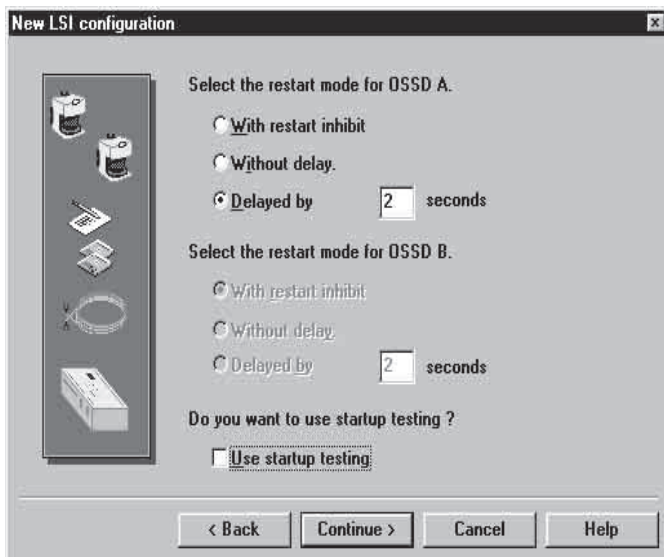 New LSI configuration
Select the restart mode for OSSD A.
With restart inhibit
Without delay.
Delayed by 2 seconds
Select the restart mode for OSSD B.
With restart inhibit
Without delay.
Delayed by 2 seconds
Do you want to use startup testing ?
Use startup testing
< Back Continue > Cancel Help